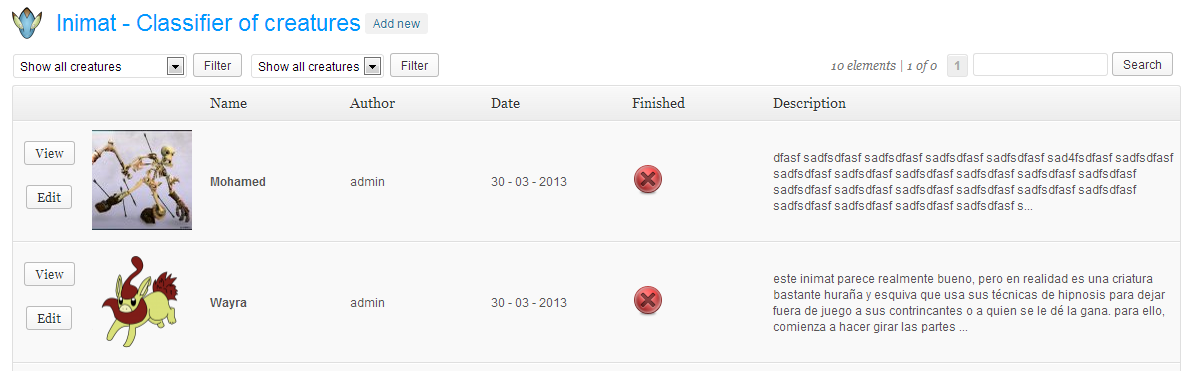 Inimat - Classifier of creatures Add new
Show all creatures Filter Show all creatures Filter 10 elements | 1 of 0 1 Search
Name Author Date Finished Description
View
Edit
Mohamed admin 30 - 03 - 2013
dfasf sadfsdfasf sadfsdfasf sadfsdfasf sadfsdfasf sad4fsdfasf sadfsdfasf
sadfsdfasf sadfsdfasf sadfsdfasf sadfsdfasf sadfsdfasf sadfsdfasf
sadfsdfasf sadfsdfasf sadfsdfasf sadfsdfasf sadfsdfasf sadfsdfasf
sadfsdfasf sadfsdfasf sadfsdfasf sadfsdfasf s...
View
Edit
Wayra admin 30 - 03 - 2013
este inimat parece realmente bueno, pero en realidad es una criatura
bastante huraña y esquiva que usa sus técnicas de hipnosis para dejar
fuera de juego a sus contrincantes o a quien se le dé la gana. para ello,
comienza a hacer girar las partes ...